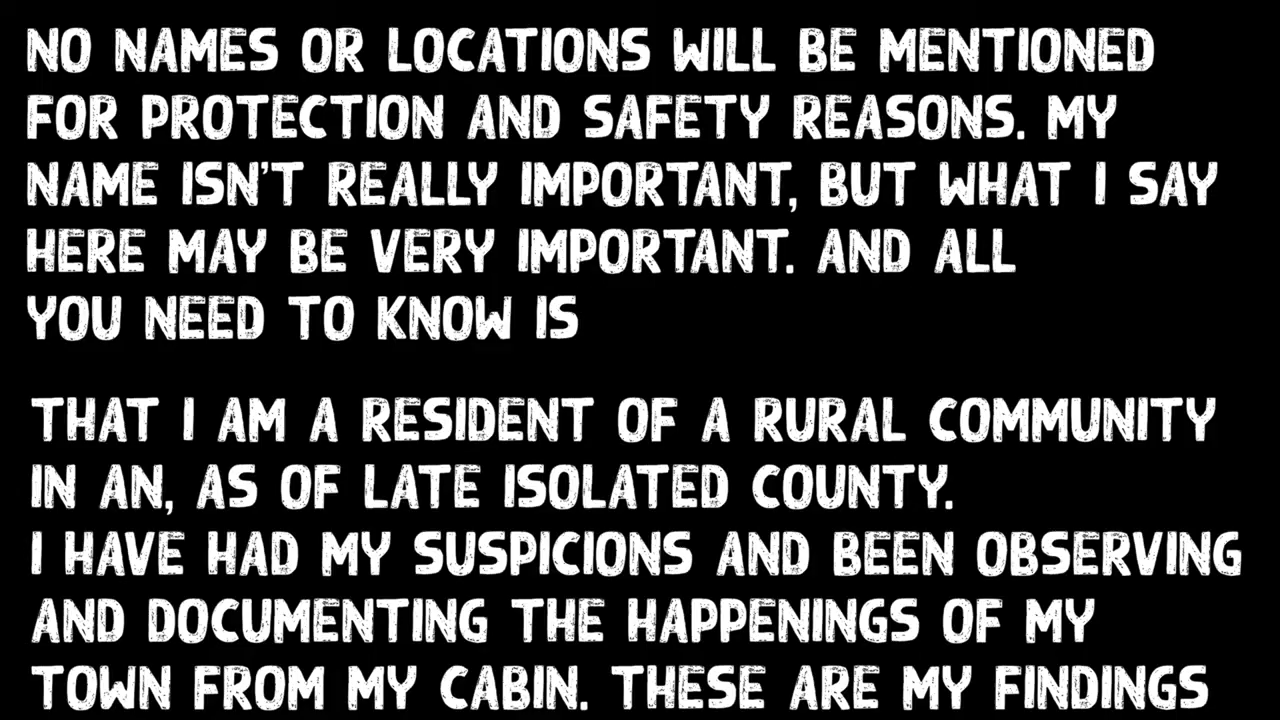 NO NAMES OR LOCATIONS WILL BE MENTIONED
FOR PROTECTION AND SAFETY REASONS. MY
NAME ISN'T REALLY IMPORTANT, BUT WHAT I SAY
HERE MAY BE VERY IMPORTANT. AND ALL
YOU NEED TO KNOW IS
THAT I AM A RESIDENT OF A RURAL COMMUNITY
IN AN, AS OF LATE ISOLATED COUNTY.
I HAVE HAD MY SUSPICIONS AND BEEN OBSERVING
AND DOCUMENTING THE HAPPENINGS OF MY
TOWN FROM MY CABIN. THESE ARE MY FINDINGS